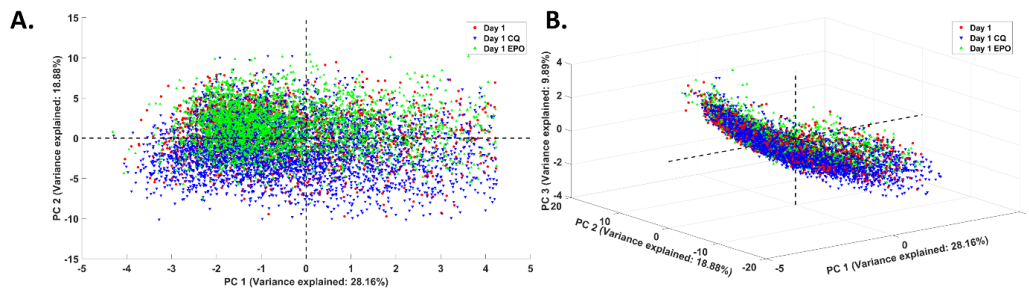 A.
15
10
5
0
-5
-10
-15
-5
-4
-3
-2
-1
0
1
2
3
4
5
PC 2 (Variance explained: 18.88%)
PC 1 (Variance explained: 28.16%)
Day 1
Day 1 CQ
Day 1 EPO
B.
4
2
0
-2
-4
20
10
0
-10
-20
-5
0
PC 3 (Variance explained: 9.89%)
PC 2 (Variance explained: 18.88%)
PC 1 (Variance explained: 28.16%)
Day 1
Day 1 CQ
Day 1 EPO